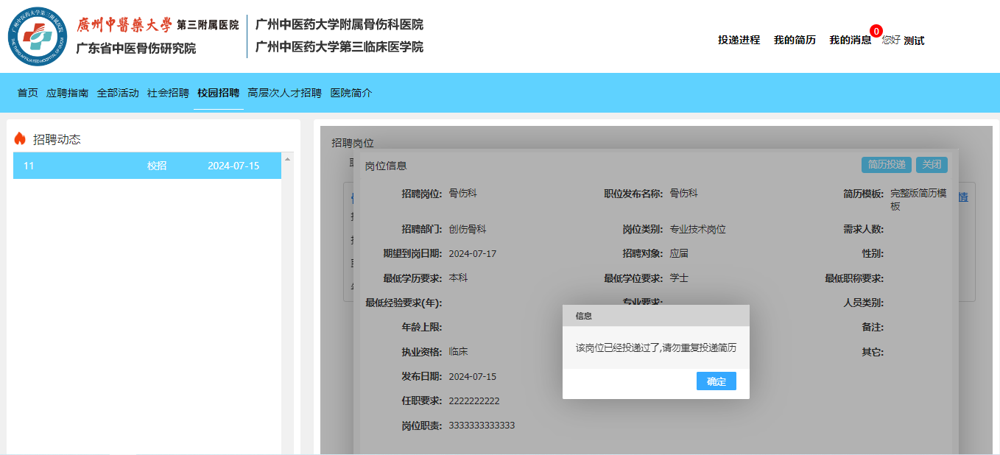 廣州中醫藥大學 第三附属医院
广东省中医骨伤研究院
广州中医药大学附属骨伤科医院
广州中医药大学第三临床医学院
投递进程 我的简历 我的消息 0 您好 测试
首页 应聘指南 全部活动 社会招聘 校园招聘 高层次人才招聘 医院简介
招聘动态
11 校招 2024-07-15
招聘岗位
岗位信息 简历投递 关闭
招聘岗位: 骨伤科 职位发布名称: 骨伤科 简历模板: 完整版简历模
板
情
招聘部门: 创伤骨科 岗位类别: 专业技术岗位 需求人数:
期望到岗日期: 2024-07-17 招聘对象: 应届 性别:
最低学历要求: 本科 最低学位要求: 学士 最低职称要求:
最低经验要求(年): 专业要求: 人员类别:
年龄上限: 备注:
执业资格: 临床 其它:
发布日期: 2024-07-15
任职要求: 2222222222
岗位职责: 3333333333333
信息
该岗位已经投递过了,请勿重复投递简历
确定